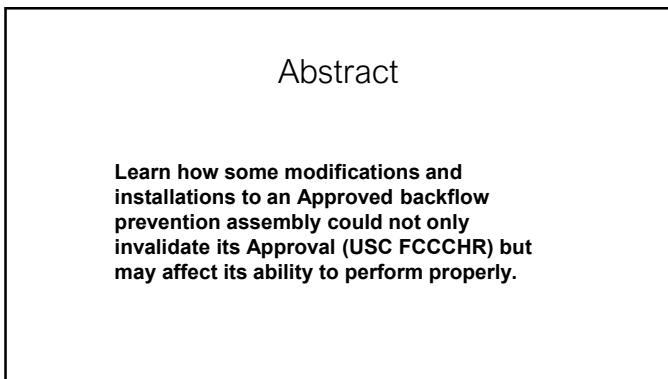 Abstract
Learn how some modifications and
installations to an Approved backflow
prevention assembly could not only
invalidate its Approval (USC FCCCHR) but
may affect its ability to perform properly.